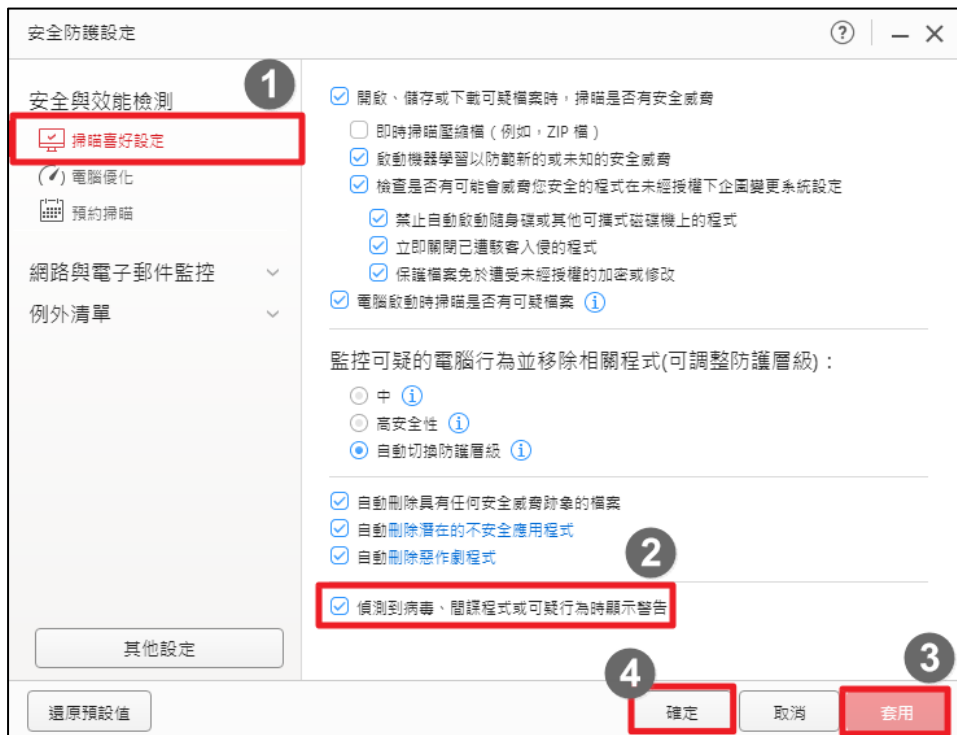 安全防護設定
1
安全與效能檢測
掃瞄喜好設定
電腦優化
預約掃瞄
網路與電子郵件監控
例外清單
其他設定
開啟、儲存或下載可疑檔案時，掃瞄是否有安全威脅
即時掃瞄壓縮檔（例如，ZIP 檔）
啟動機器學習以防範新的或未知的安全威脅
檢查是否有可能會威脅您安全的程式在未經授權下企圖變更系統設定
禁止自動啟動隨身碟或其他可攜式磁碟機上的程式
立即關閉已遭駭客入侵的程式
保護檔案免於遭受未經授權的加密或修改
電腦啟動時掃瞄是否有可疑檔案 i
監控可疑的電腦行為並移除相關程式(可調整防護層級)：
中 i
高安全性 i
自動切換防護層級 i
自動刪除具有任何安全威脅跡象的檔案
自動刪除潛在的不安全應用程式
自動刪除惡作劇程式
2
偵測到病毒、間諜程式或可疑行為時顯示警告
4
3
還原預設值
確定
取消
套用